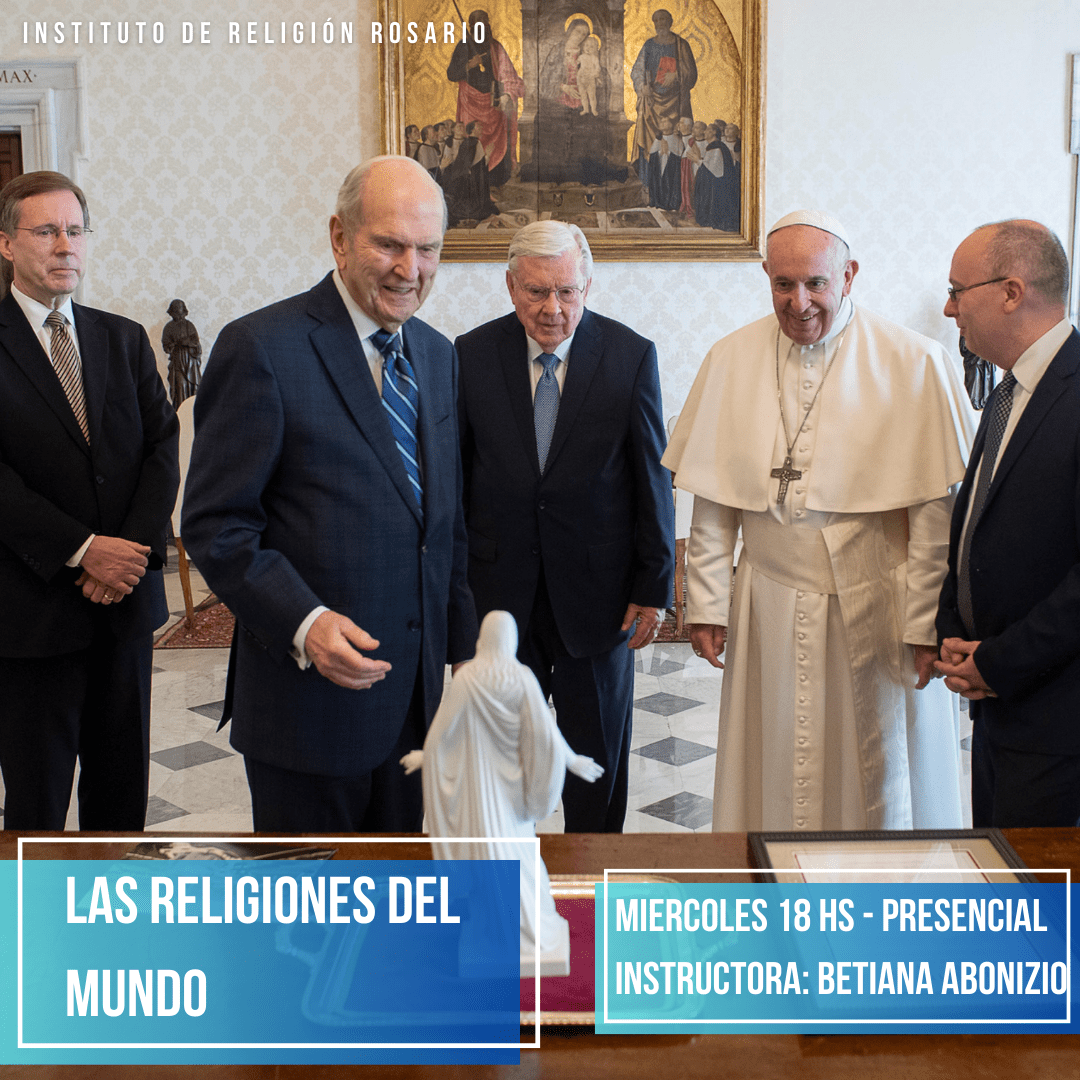 INSTITUTO DE RELIGIÓN ROSARIO
MAX·
LAS RELIGIONES DEL
MUNDO
MIERCOLES 18 HS - PRESENCIAL
INSTRUCTORA: BETIANA ABONIZIO